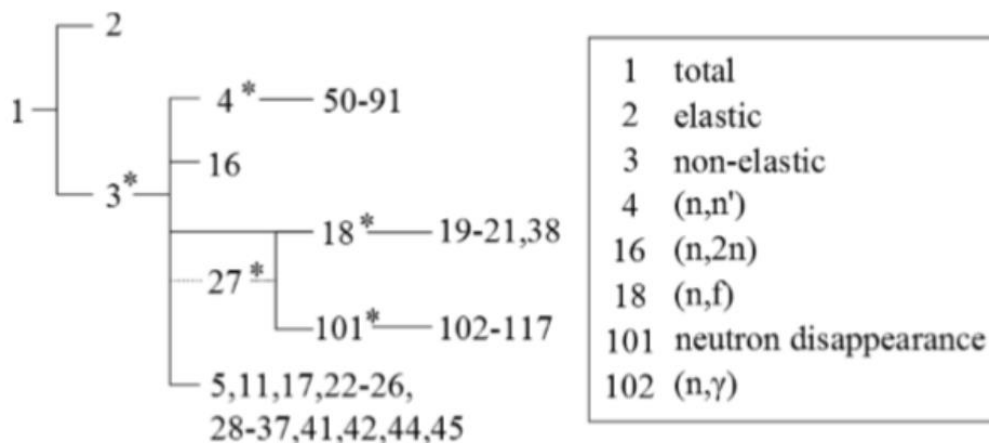 2
1
4* 50-91
16
3*
18* 19-21,38
27*
101* 102-117
5,11,17,22-26,
28-37,41,42,44,45
1 total
2 elastic
3 non-elastic
4 (n,n')
16 (n,2n)
18 (n,f)
101 neutron disappearance
102 (n,γ)